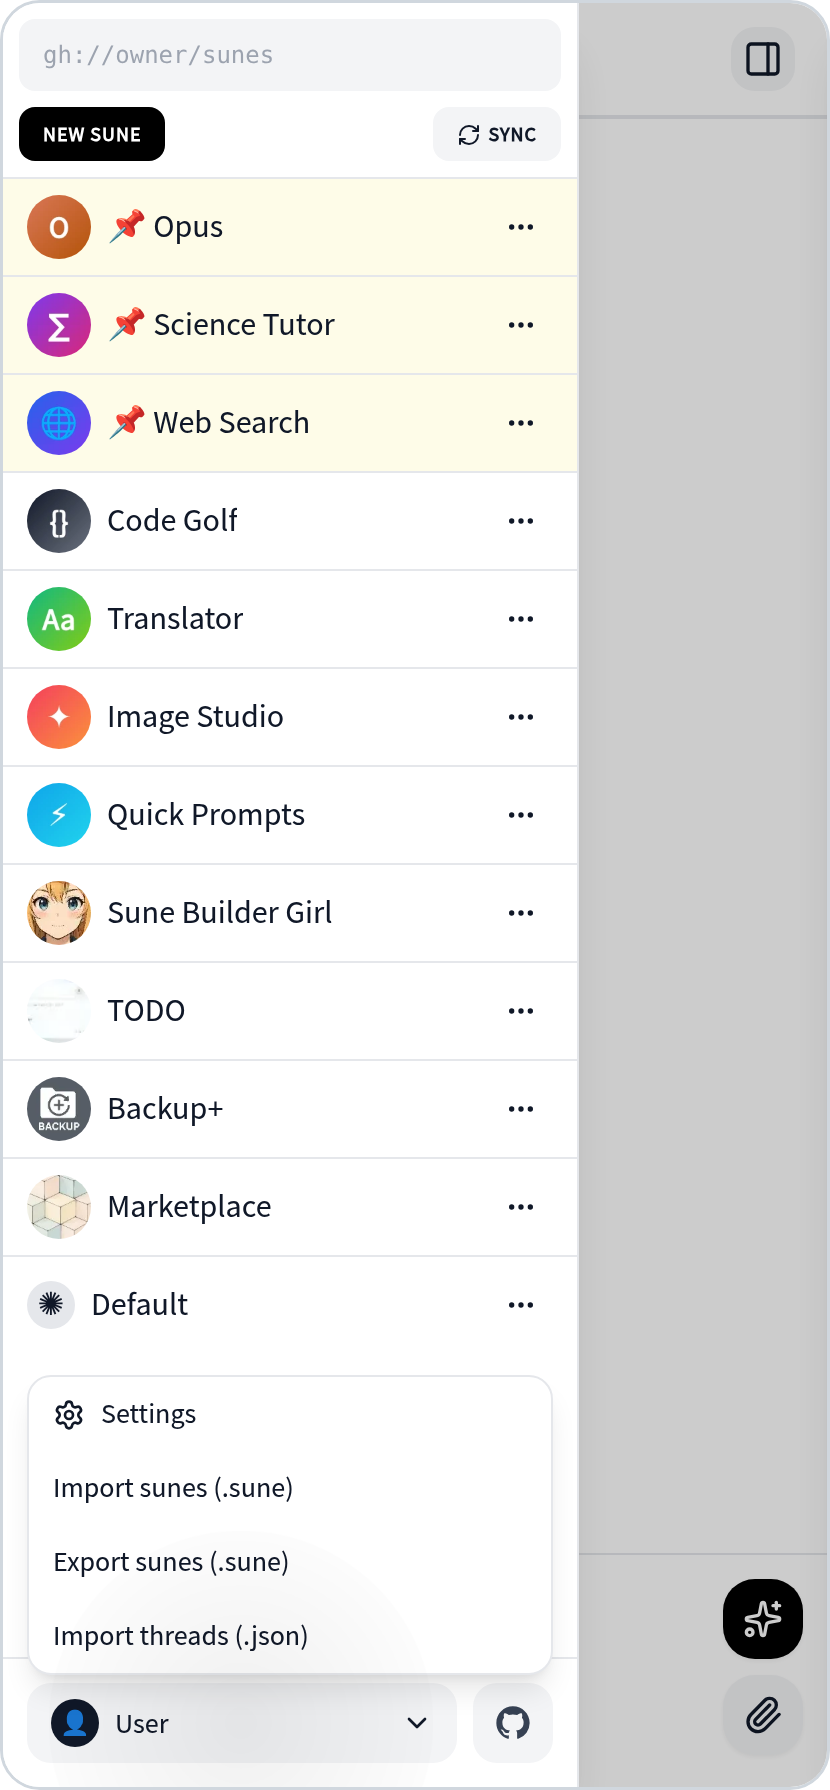 gh://owner/sunes
NEW SUNE
SYNC
O 📌 Opus
Σ 📌 Science Tutor
📌 Web Search
{} Code Golf
Aa Translator
Image Studio
Quick Prompts
Sune Builder Girl
TODO
BACKUP Backup+
Marketplace
Default
Settings
Import sunes (.sune)
Export sunes (.sune)
Import threads (.json)
User